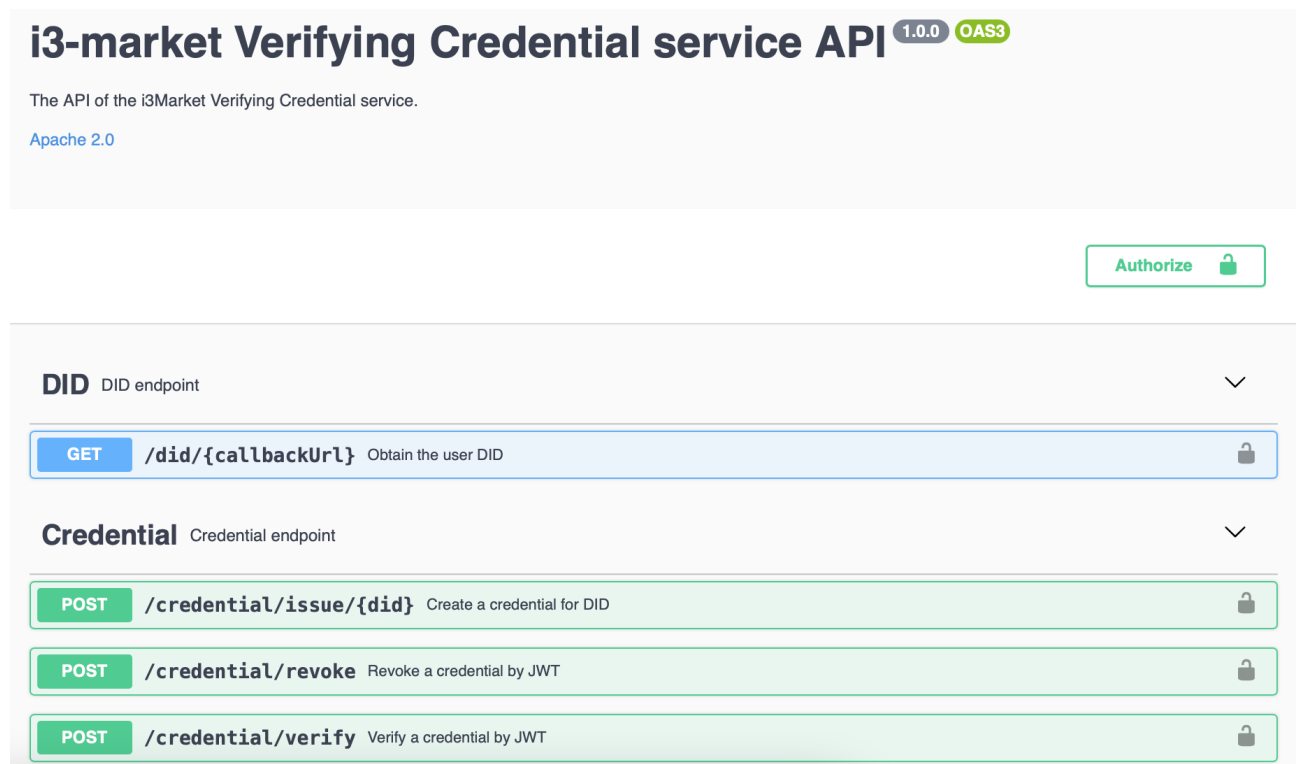 i3-market Verifying Credential service API 1.0.0 OAS3
The API of the i3Market Verifying Credential service.
Apache 2.0
Authorize
DID DID endpoint
GET /did/{callbackUrl} Obtain the user DID
Credential Credential endpoint
POST /credential/issue/{did} Create a credential for DID
POST /credential/revoke Revoke a credential by JWT
POST /credential/verify Verify a credential by JWT